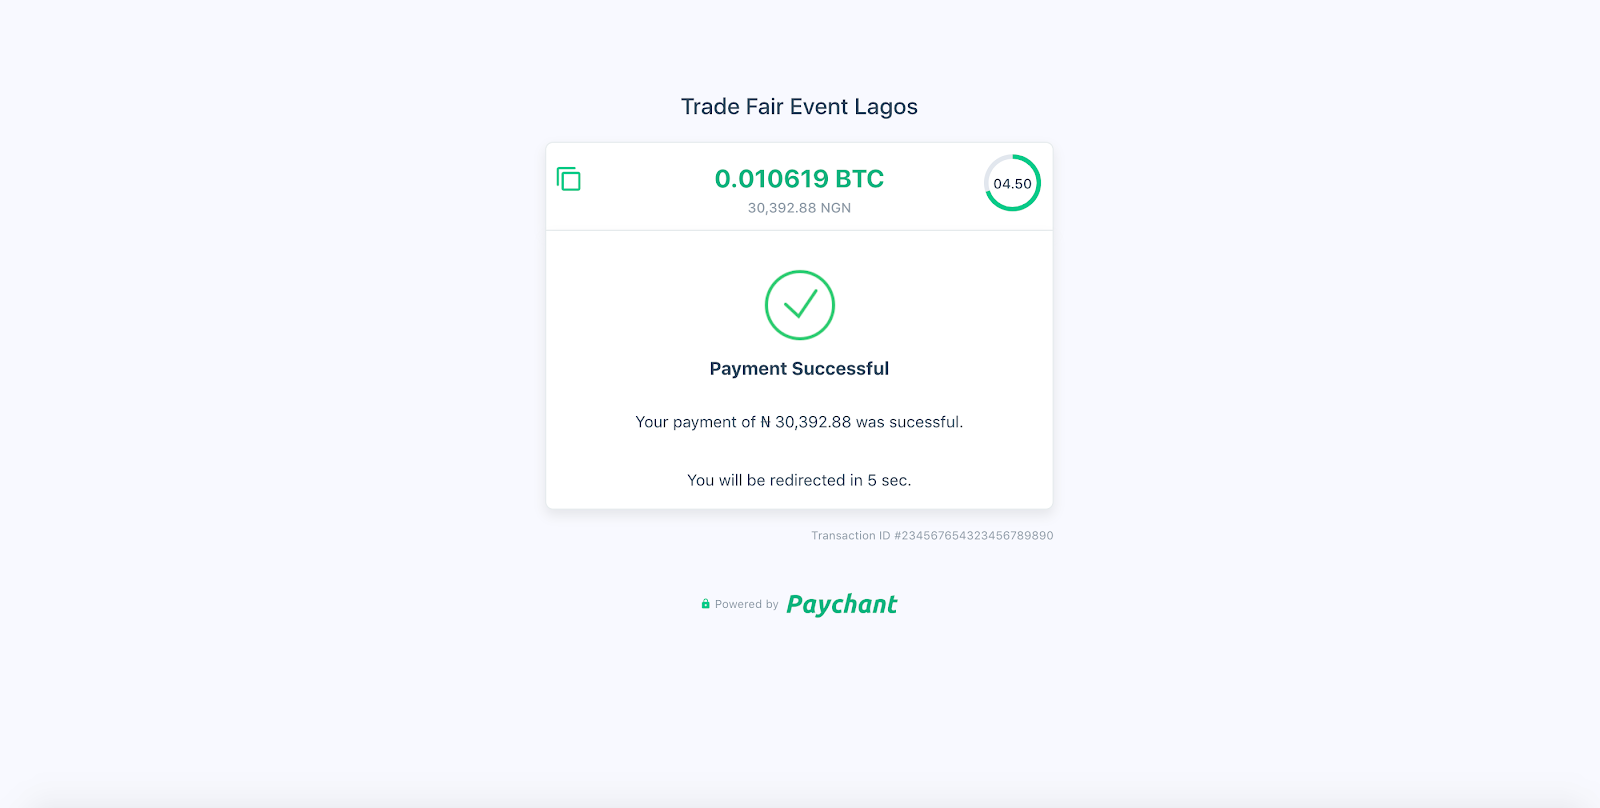 Trade Fair Event Lagos
0.010619 BTC
04.50
30,392.88 NGN
Payment Successful
Your payment of ₦ 30,392.88 was sucessful.
You will be redirected in 5 sec.
Transaction ID #234567654323456789890
Powered by Paychant